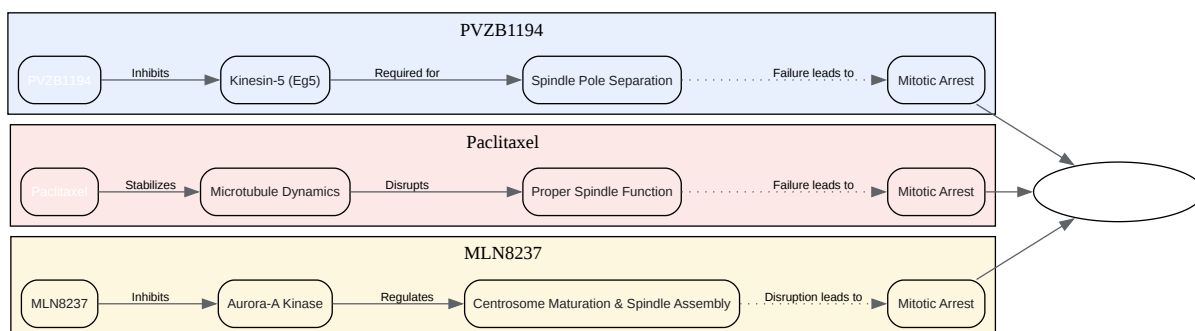 PVZB1194
PVZB1194 Inhibits Kinesin-5 (Eg5) Required for Spindle Pole Separation Failure leads to Mitotic Arrest
Paclitaxel
Paclitaxel Stabilizes Microtubule Dynamics Disrupts Proper Spindle Function Failure leads to Mitotic Arrest
MLN8237
MLN8237 Inhibits Aurora-A Kinase Regulates Centrosome Maturation & Spindle Assembly Disruption leads to Mitotic Arrest